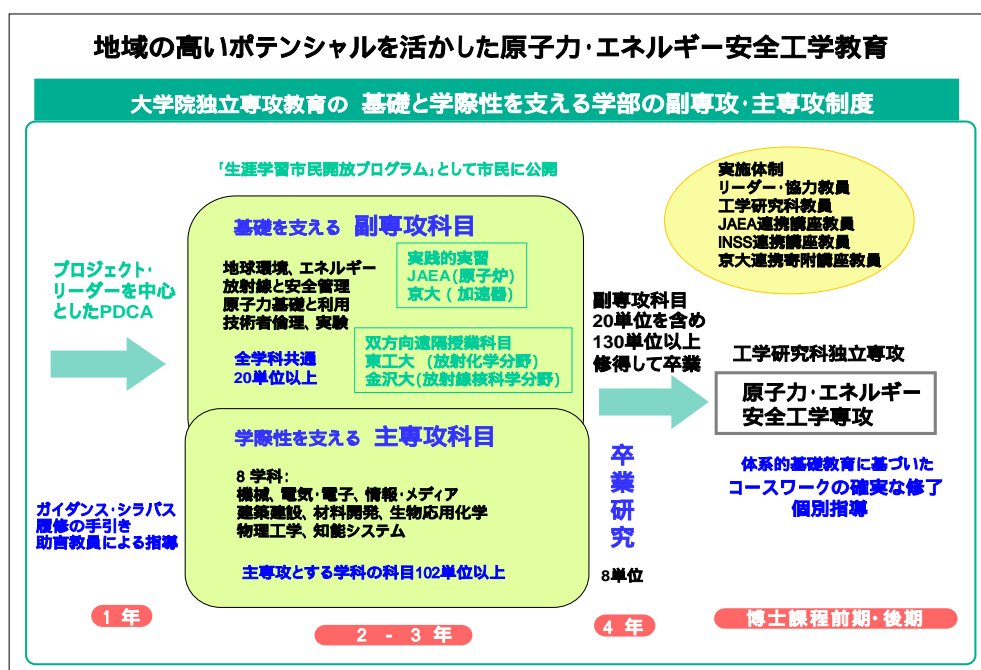 地域の高いポテンシャルを活かした原子力・エネルギー安全工学教育
大学院独立専攻教育の 基礎と学際性を支える学部の副専攻・主専攻制度
「生涯学習市民開放プログラム」として市民に公開
プロジェクト・
リーダーを中心
としたPDCA
ガイダンス・シラバス
履修の手引き
助言教員による指導
1 年
基礎を支える 副専攻科目
地球環境、エネルギー
放射線と安全管理
原子力基礎と利用
技術者倫理、実験
全学科共通
20単位以上
実践的実習
JAEA(原子炉)
京大 ( 加速器)
双方向遠隔授業科目
東工大 (放射化学分野)
金沢大(放射線核科学分野)
学際性を支える 主専攻科目
8 学科:
機械、電気・電子、情報・メディア
建築建設、材料開発、生物応用化学
物理工学、知能システム
主専攻とする学科の科目102単位以上
2 - 3 年
副専攻科目
20単位を含め
130単位以上
修得して卒業
卒業研究
8単位
4 年
実施体制
リーダー・協力教員
工学研究科教員
JAEA連携講座教員
INSS連携講座教員
京大連携寄附講座教員
工学研究科独立専攻
原子力・エネルギー
安全工学専攻
体系的基礎教育に基づいた
コースワークの確実な修了
個別指導
博士課程前期・後期